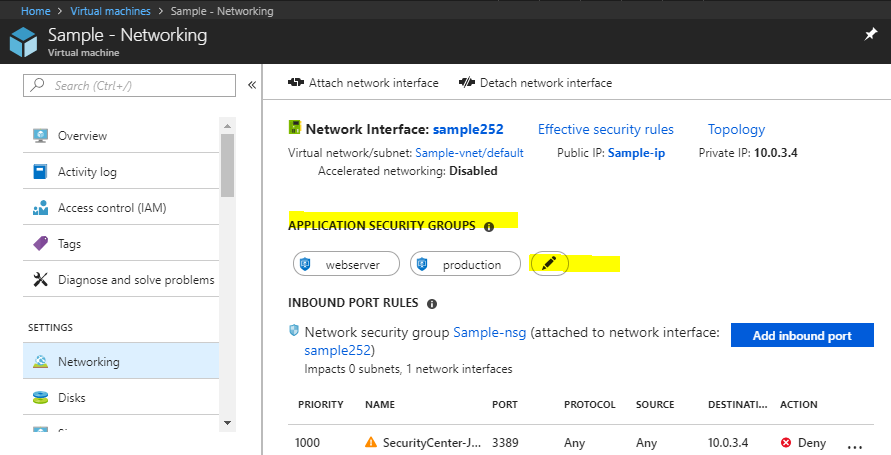 Home > Virtual machines > Sample - Networking
Sample - Networking
Virtual machine
Search (Ctrl+/)
«
Overview
Activity log
Access control (IAM)
Tags
Diagnose and solve problems
SETTINGS
Networking
Disks
Attach network interface Detach network interface
Network Interface: sample252 Effective security rules Topology
Virtual network/subnet: Sample-vnet/default Public IP: Sample-ip Private IP: 10.0.3.4
Accelerated networking: Disabled
APPLICATION SECURITY GROUPS
webserver production
INBOUND PORT RULES
Network security group Sample-nsg (attached to network interface:
sample252)
Impacts 0 subnets, 1 network interfaces
Add inbound port
PRIORITY NAME PORT PROTOCOL SOURCE DESTINATI... ACTION
1000 SecurityCenter-J... 3389 Any Any 10.0.3.4 Deny ...